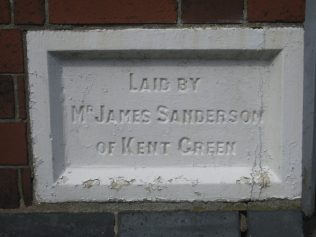 LAID BY
MR JAMES SANDERSON
OF KENT GREEN